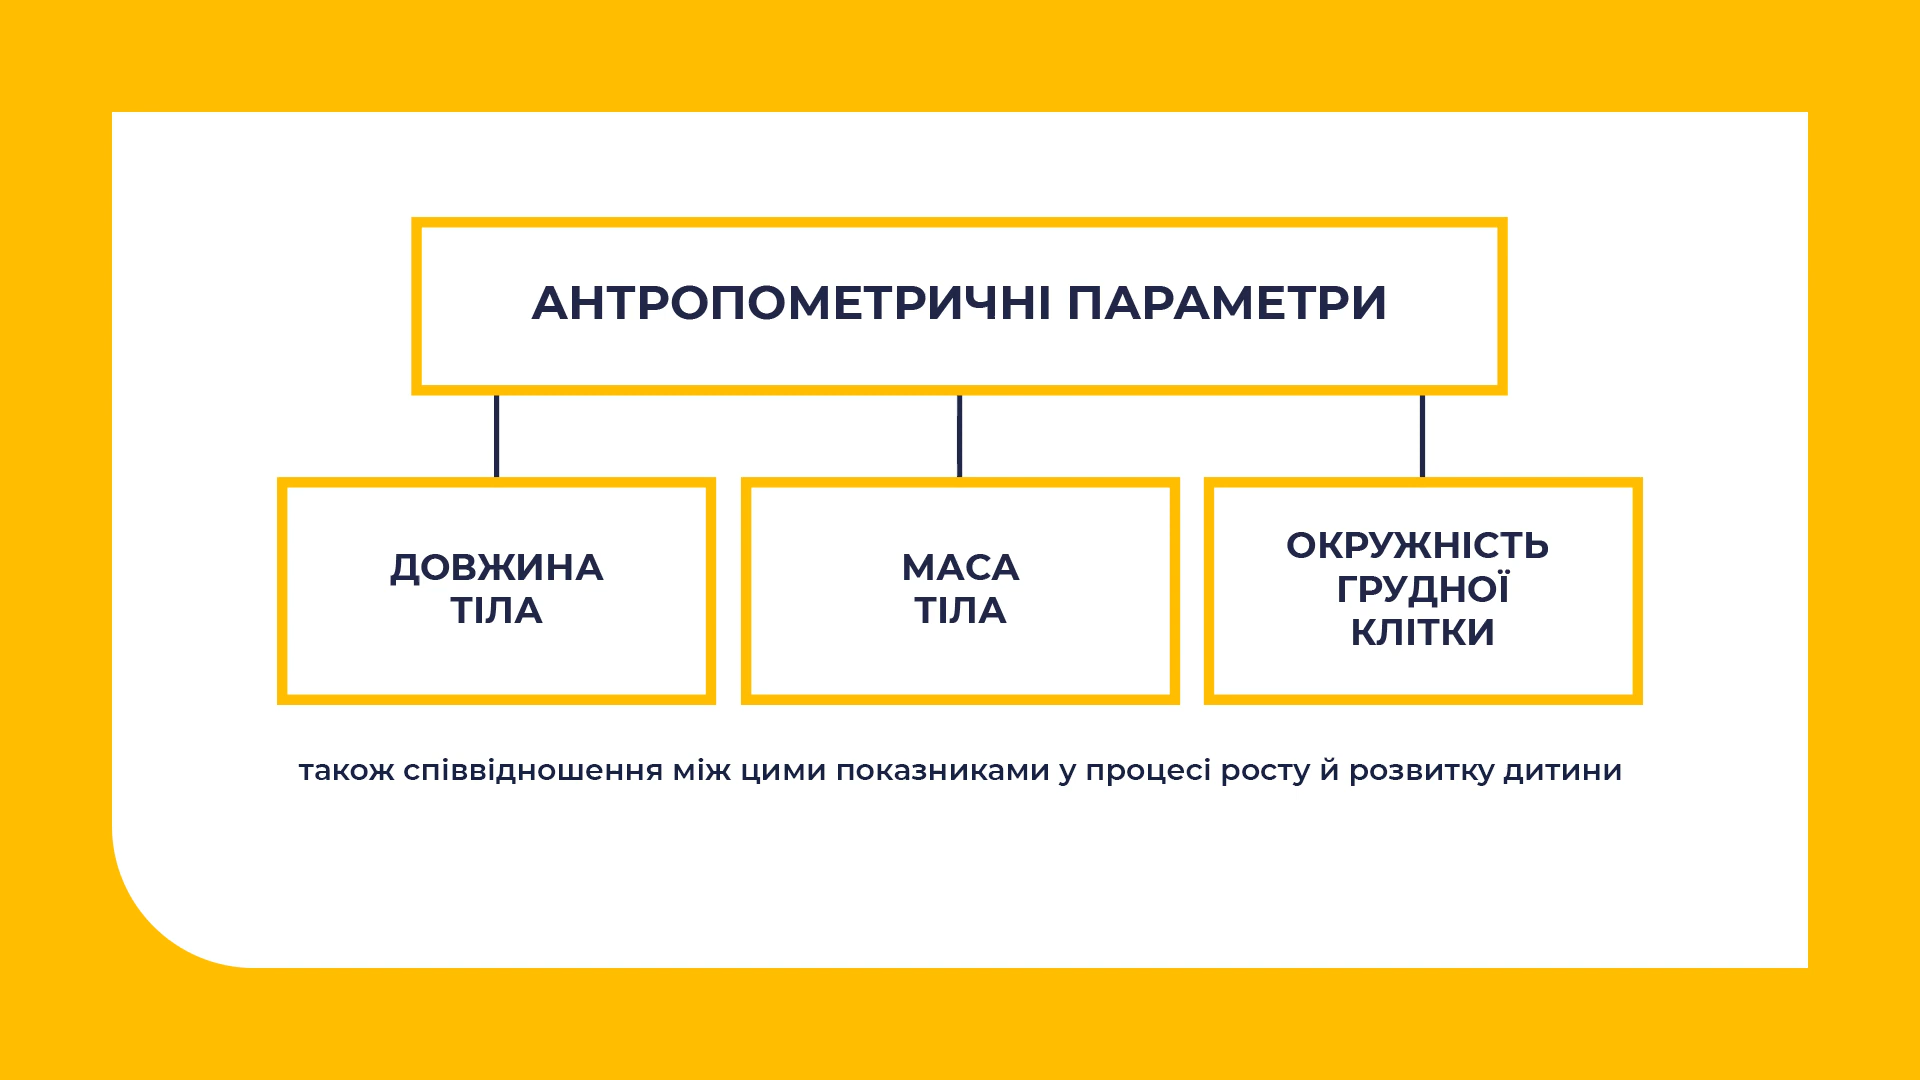 АНТРОПОМЕТРИЧНІ ПАРАМЕТРИ
ДОВЖИНА
ТІЛА
МАСА
ТІЛА
ОКРУЖНІСТЬ
ГРУДНОЇ
КЛІТКИ
також співвідношення між цими показниками у процесі росту й розвитку дитини